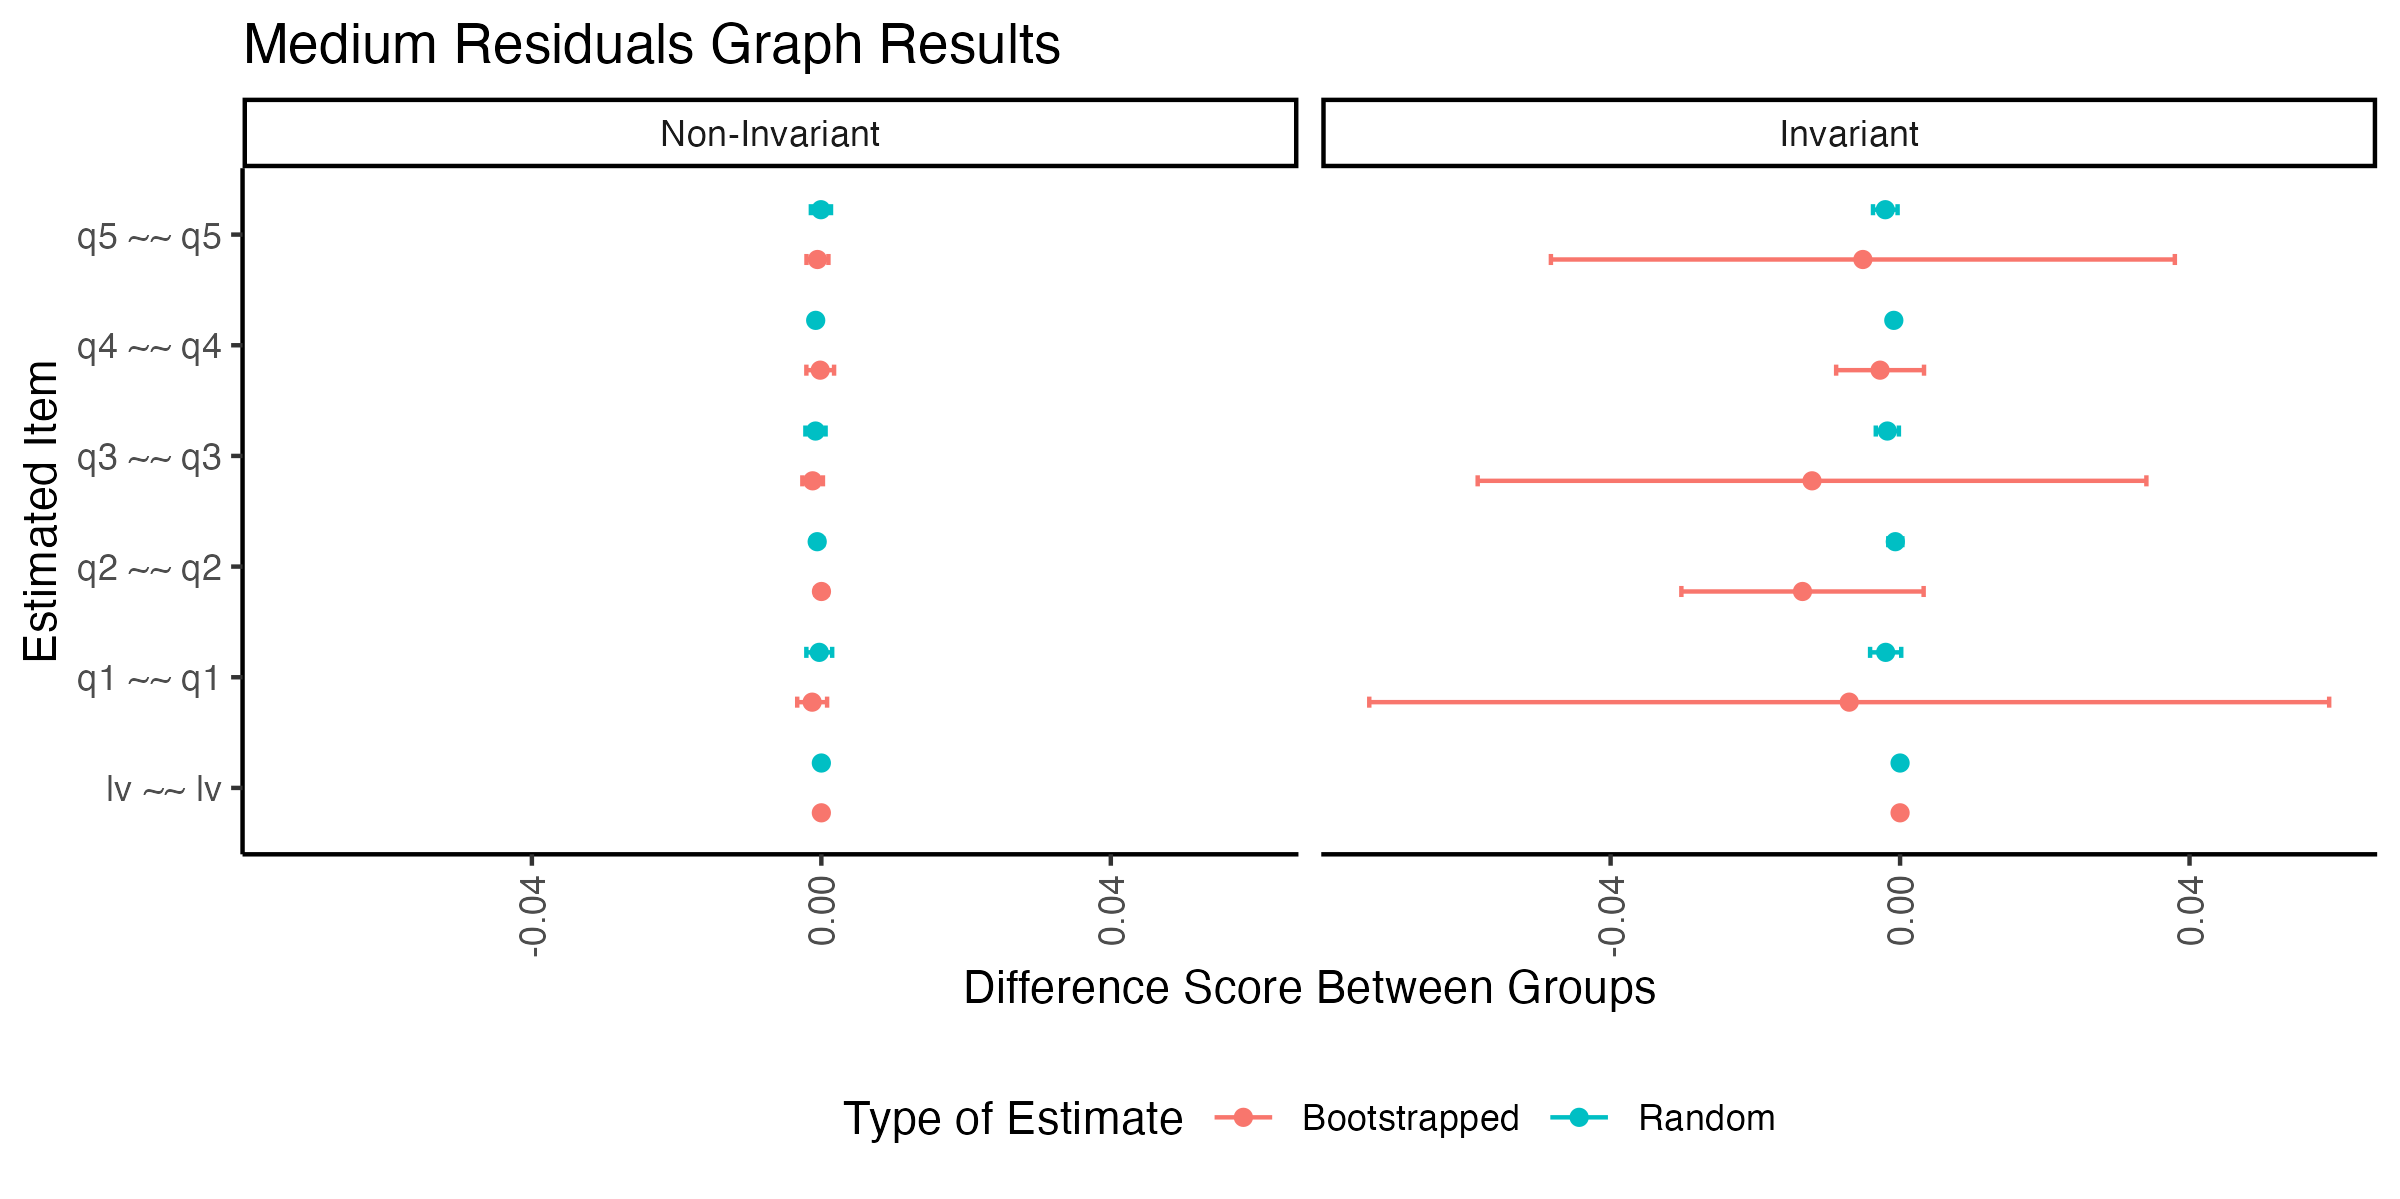 Medium Residuals Graph Results
Non-Invariant
Invariant
Estimated Item
q5 ~~ q5
q4 ~~ q4
q3 ~~ q3
q2 ~~ q2
q1 ~~ q1
lv ~~ lv
-0.04
0.00
0.04
-0.04
0.00
0.04
Difference Score Between Groups
Type of Estimate
Bootstrapped
Random